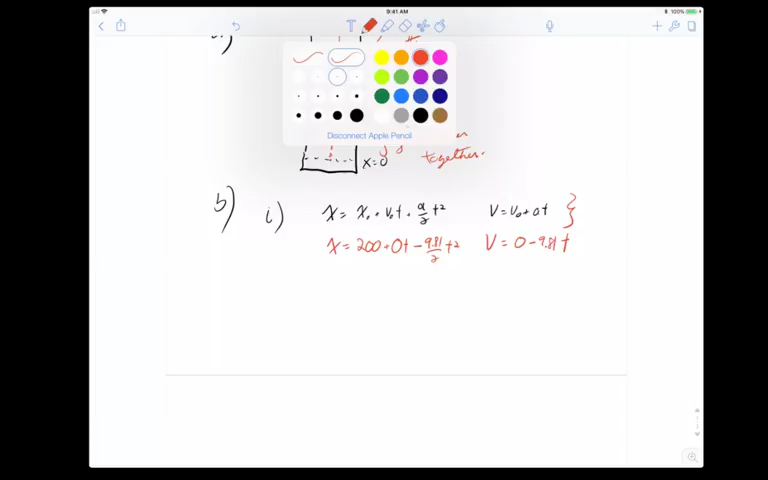 9:41 AM
100%
T
Disconnect Apple Pencil
x=0
together.
b) i) x = x₀ + v₀t + a/2 t² V = V₀ + at }
x = 200 + 0t - 9.81/2 t² V = 0 - 9.81 t